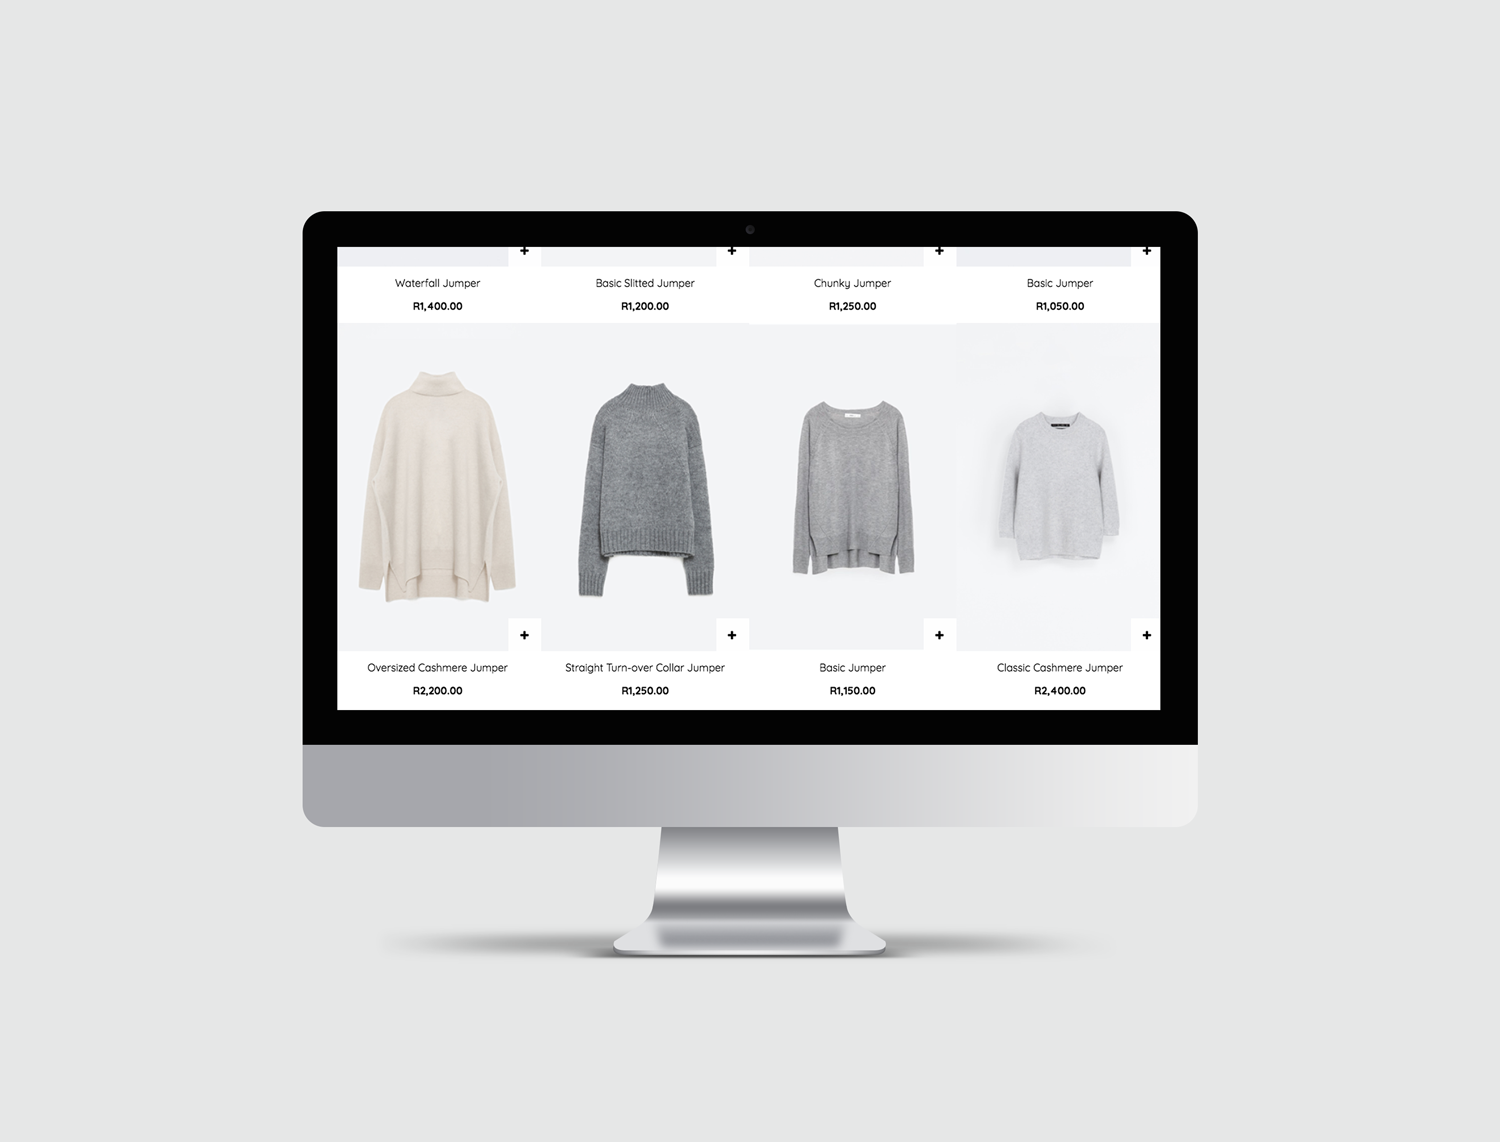 Waterfall Jumper
R1,400.00
Basic Slitted Jumper
R1,200.00
Chunky Jumper
R1,250.00
Basic Jumper
R1,050.00
Oversized Cashmere Jumper
R2,200.00
Straight Turn-over Collar Jumper
R1,250.00
Basic Jumper
R1,150.00
Classic Cashmere Jumper
R2,400.00